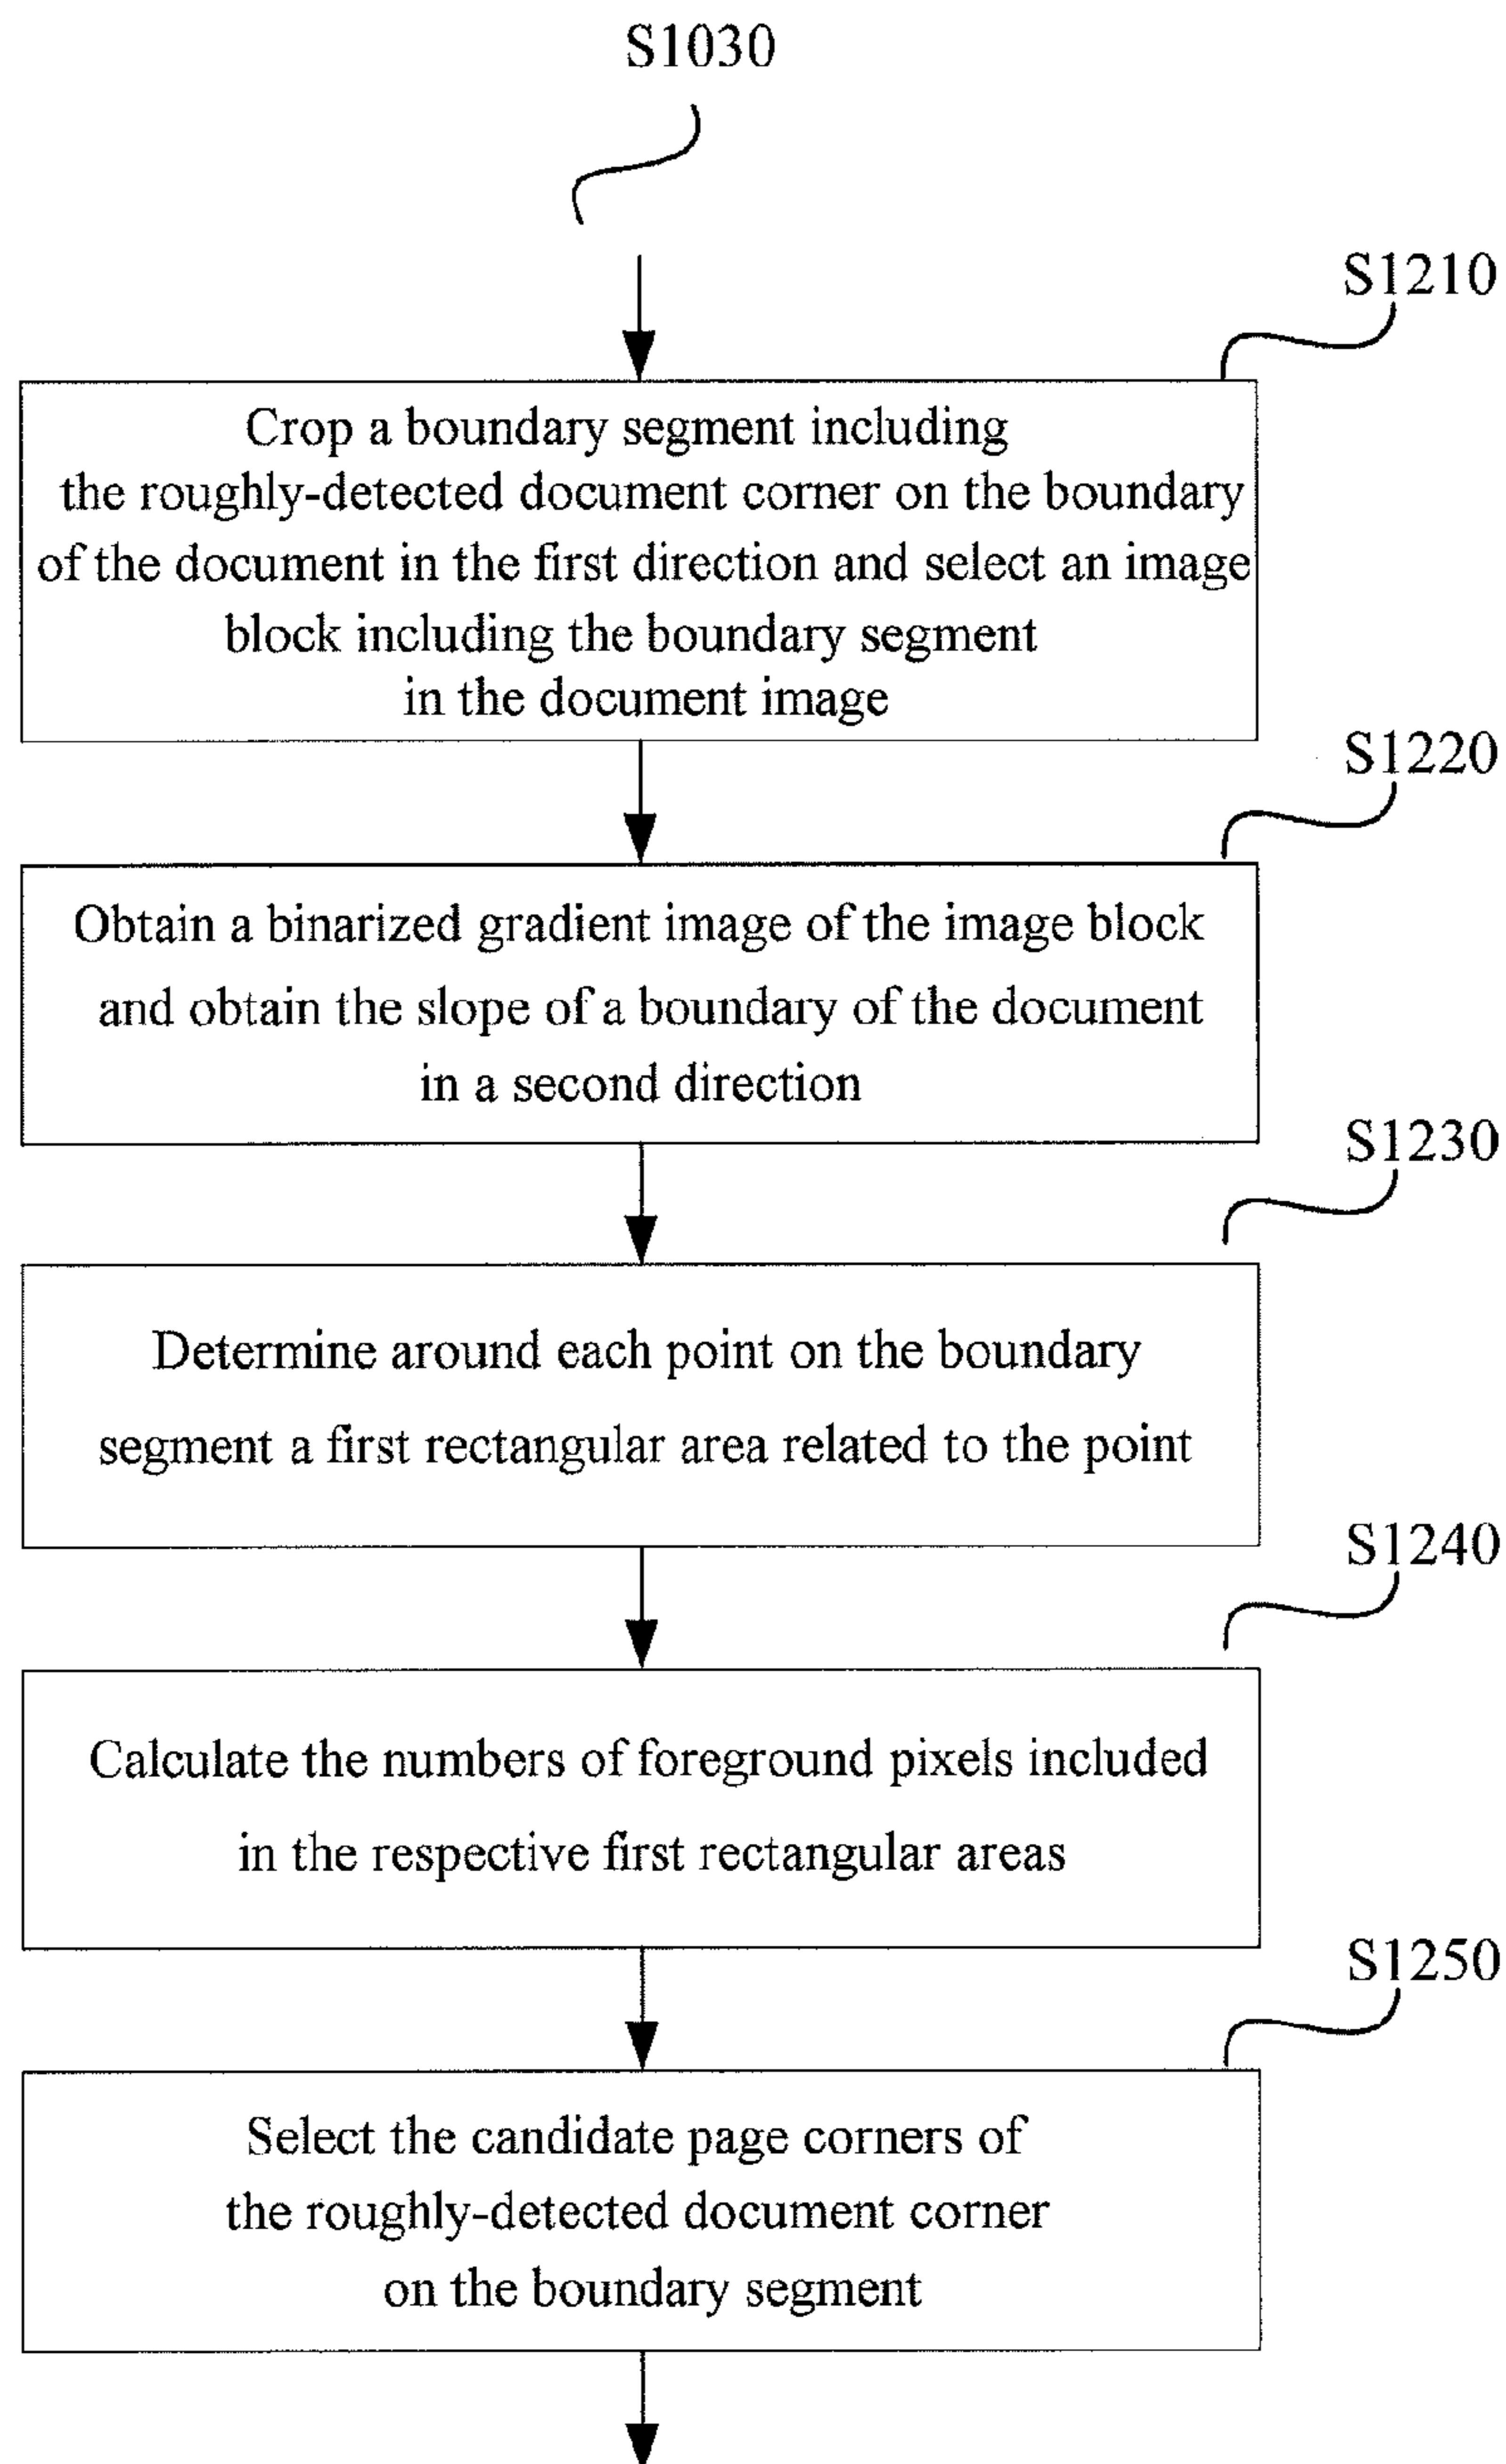 S1030
S1210
Crop a boundary segment including
the roughly-detected document corner on the boundary
of the document in the first direction and select an image
block including the boundary segment
in the document image
S1220
Obtain a binarized gradient image of the image block
and obtain the slope of a boundary of the document
in a second direction
S1230
Determine around each point on the boundary
segment a first rectangular area related to the point
S1240
Calculate the numbers of foreground pixels included
in the respective first rectangular areas
S1250
Select the candidate page corners of
the roughly-detected document corner
on the boundary segment